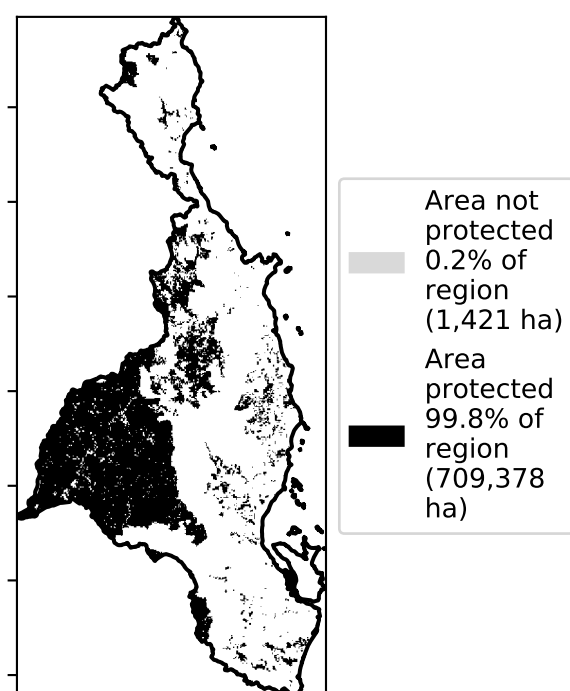 Area not
protected
0.2% of
region
(1,421 ha)
Area
protected
99.8% of
region
(709,378
ha)